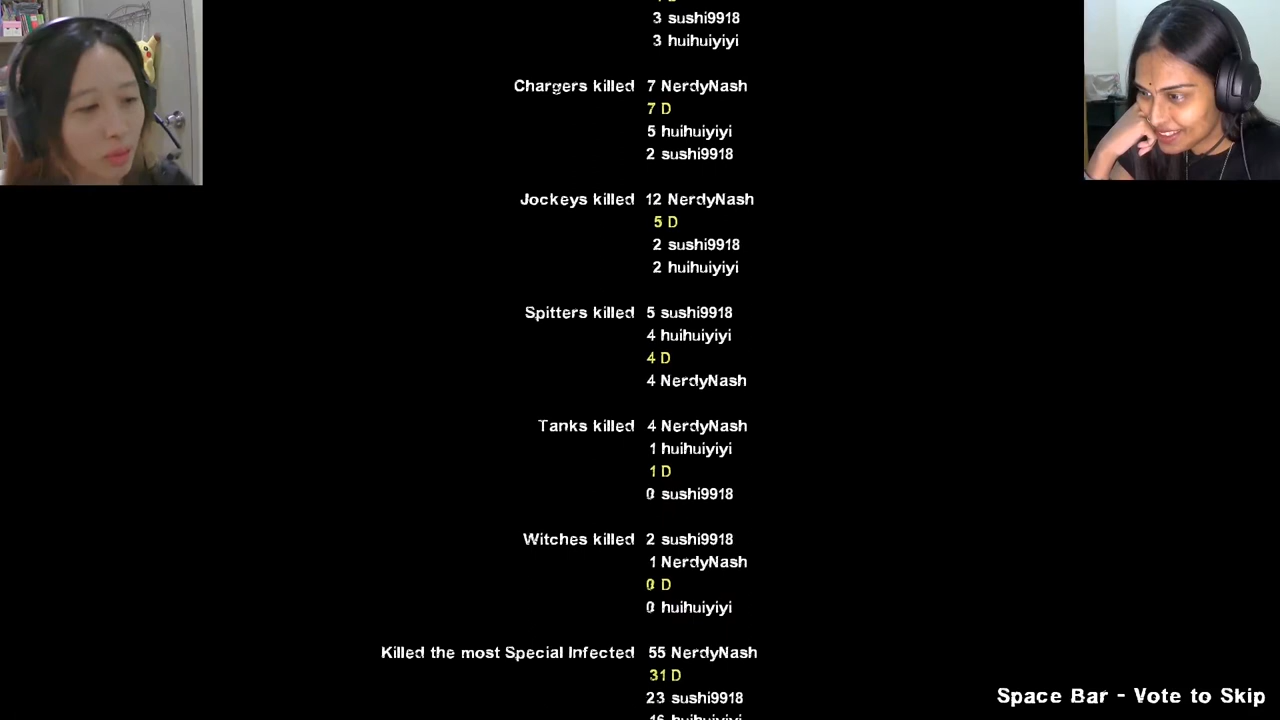 3 sushi9918
3 huihuiyiyi
Chargers killed 7 NerdyNash
7 D
5 huihuiyiyi
2 sushi9918
Jockeys killed 12 NerdyNash
5 D
2 sushi9918
2 huihuiyiyi
Spitters killed 5 sushi9918
4 huihuiyiyi
4 D
4 NerdyNash
Tanks killed 4 NerdyNash
1 huihuiyiyi
1 D
0 sushi9918
Witches killed 2 sushi9918
1 NerdyNash
0 D
0 huihuiyiyi
Killed the most Special Infected 55 NerdyNash
31 D
23 sushi9918
16 huihuiyiyi
Space Bar - Vote to Skip